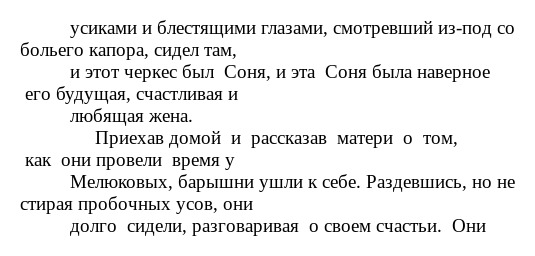 усиками и блестящими глазами, смотревший из-под со
больего капора, сидел там,
и этот черкес был  Соня, и эта  Соня была наверное
его будущая, счастливая и
любящая жена.
Приехав домой  и  рассказав  матери  о  том,
как  они провели  время у
Мелюковых, барышни ушли к себе. Раздевшись, но не
стирая пробочных усов, они
долго  сидели, разговаривая  о своем счастьи.  Они